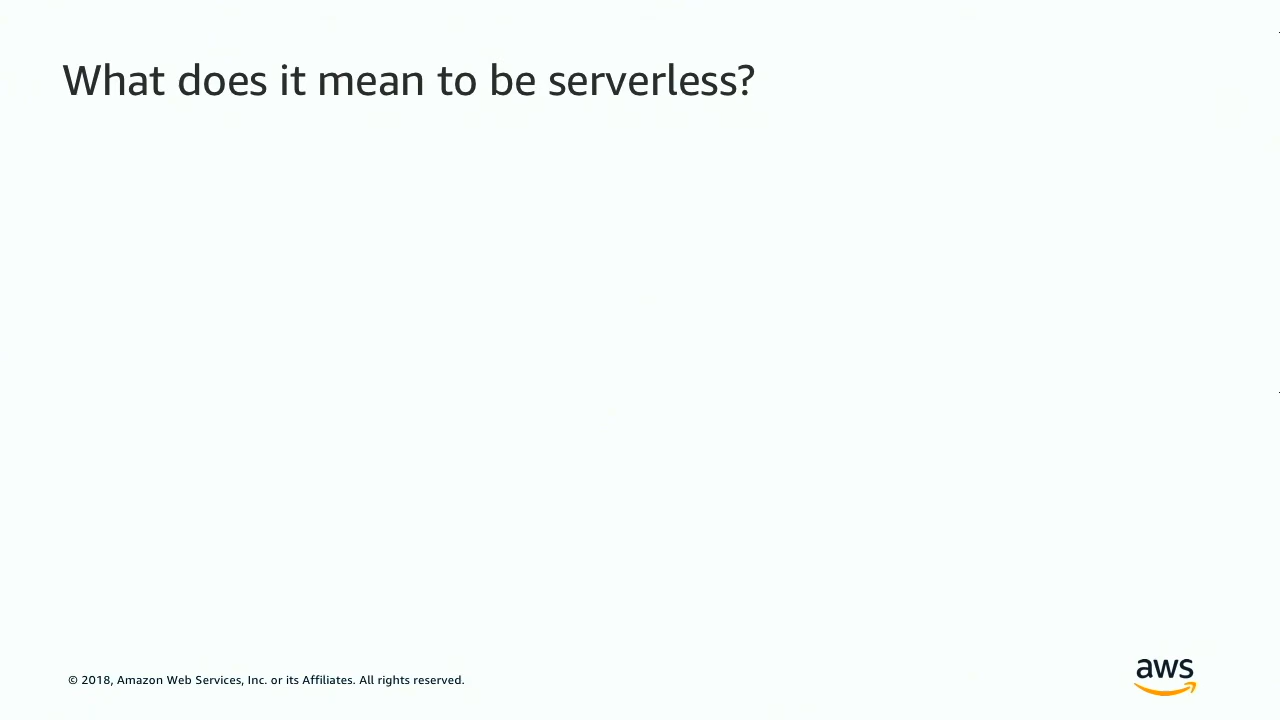 What does it mean to be serverless?
© 2018, Amazon Web Services, Inc. or its Affiliates. All rights reserved.
aws